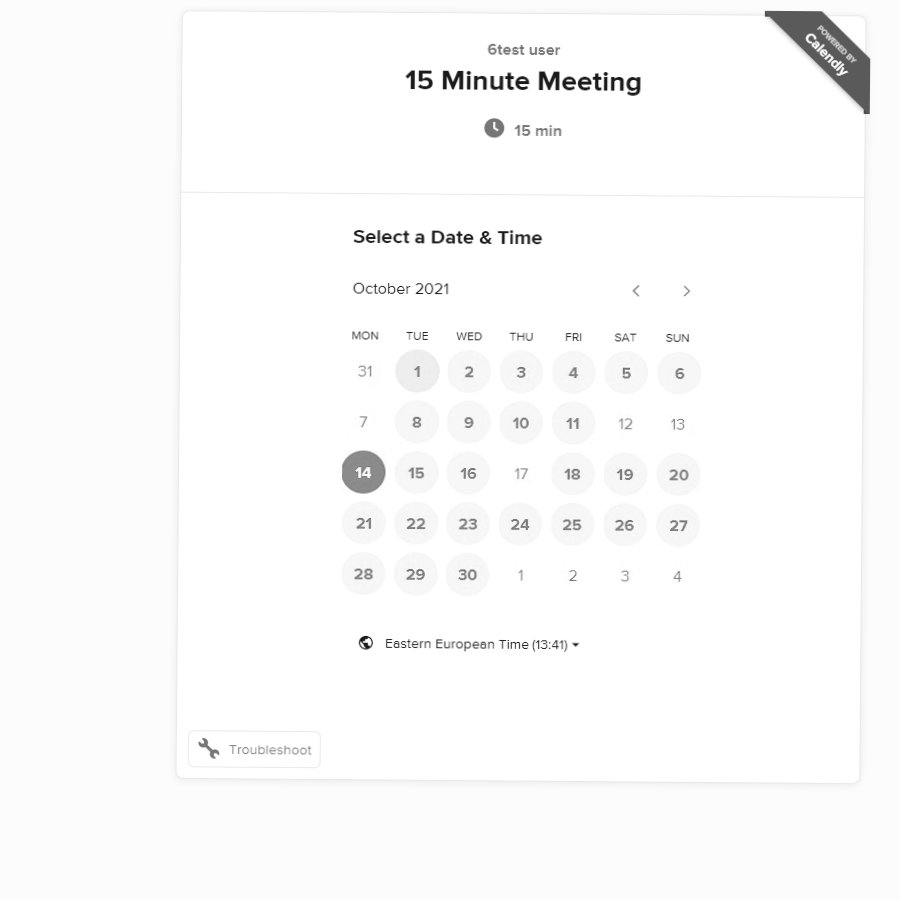 POWERED BY
Calendly
6test user
15 Minute Meeting
15 min
Select a Date & Time
October 2021
MON TUE WED THU FRI SAT SUN
31 1 2 3 4 5 6
7 8 9 10 11 12 13
14 15 16 17 18 19 20
21 22 23 24 25 26 27
28 29 30 1 2 3 4
Eastern European Time (13:41)
Troubleshoot